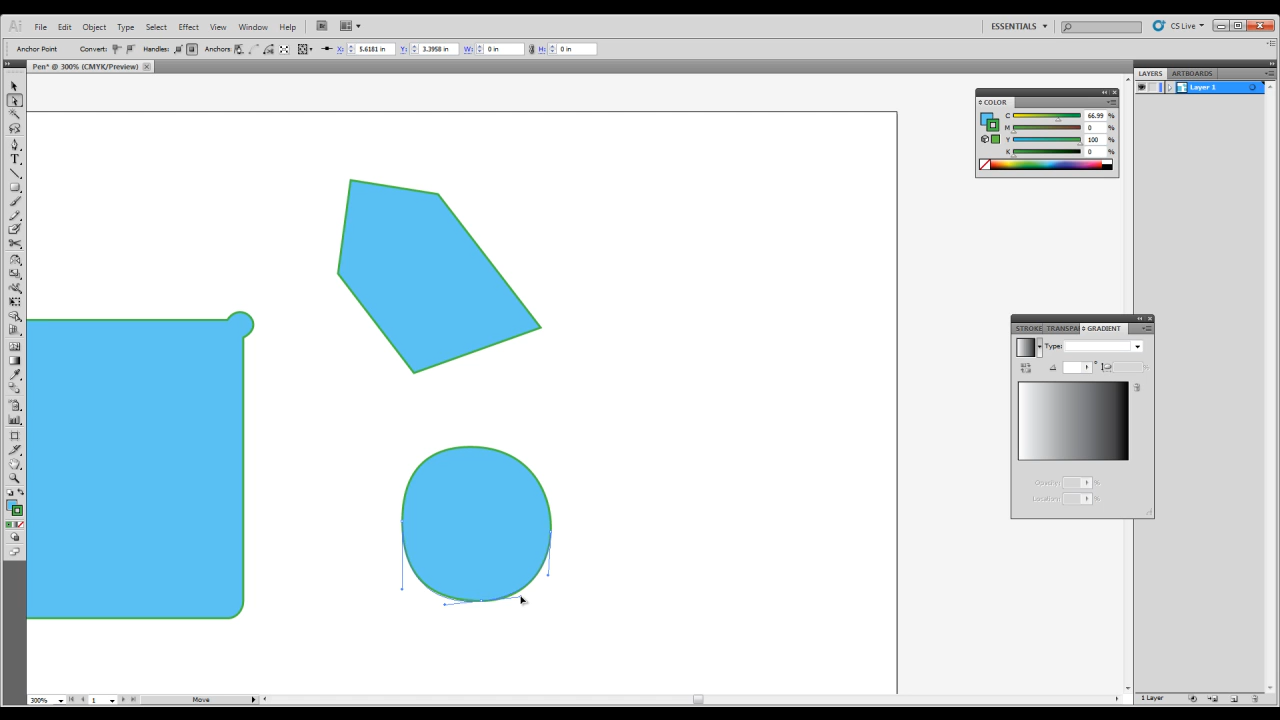 Ai File Edit Object Type Select Effect View Window Help ESSENTIALS CS Live
Anchor Point Convert: Handles: Anchors: X: 5.6181 in Y: 3.3958 in W: 0 in H: 0 in
Pen* @ 300% (CMYK/Preview)
LAYERS ARTBOARDS
Layer 1
COLOR
C 66.99 %
M 0 %
Y 100 %
K 0 %
STROKE TRANSPA GRADIENT
Type:
Opacity: %
Location: %
300% 1 Move 1 Layer